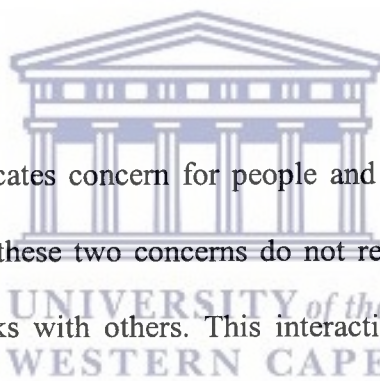 cates concern for people and
these two concerns do not re
UNIVERSITY of the
ks with others. This interacti
WESTERN CAPE